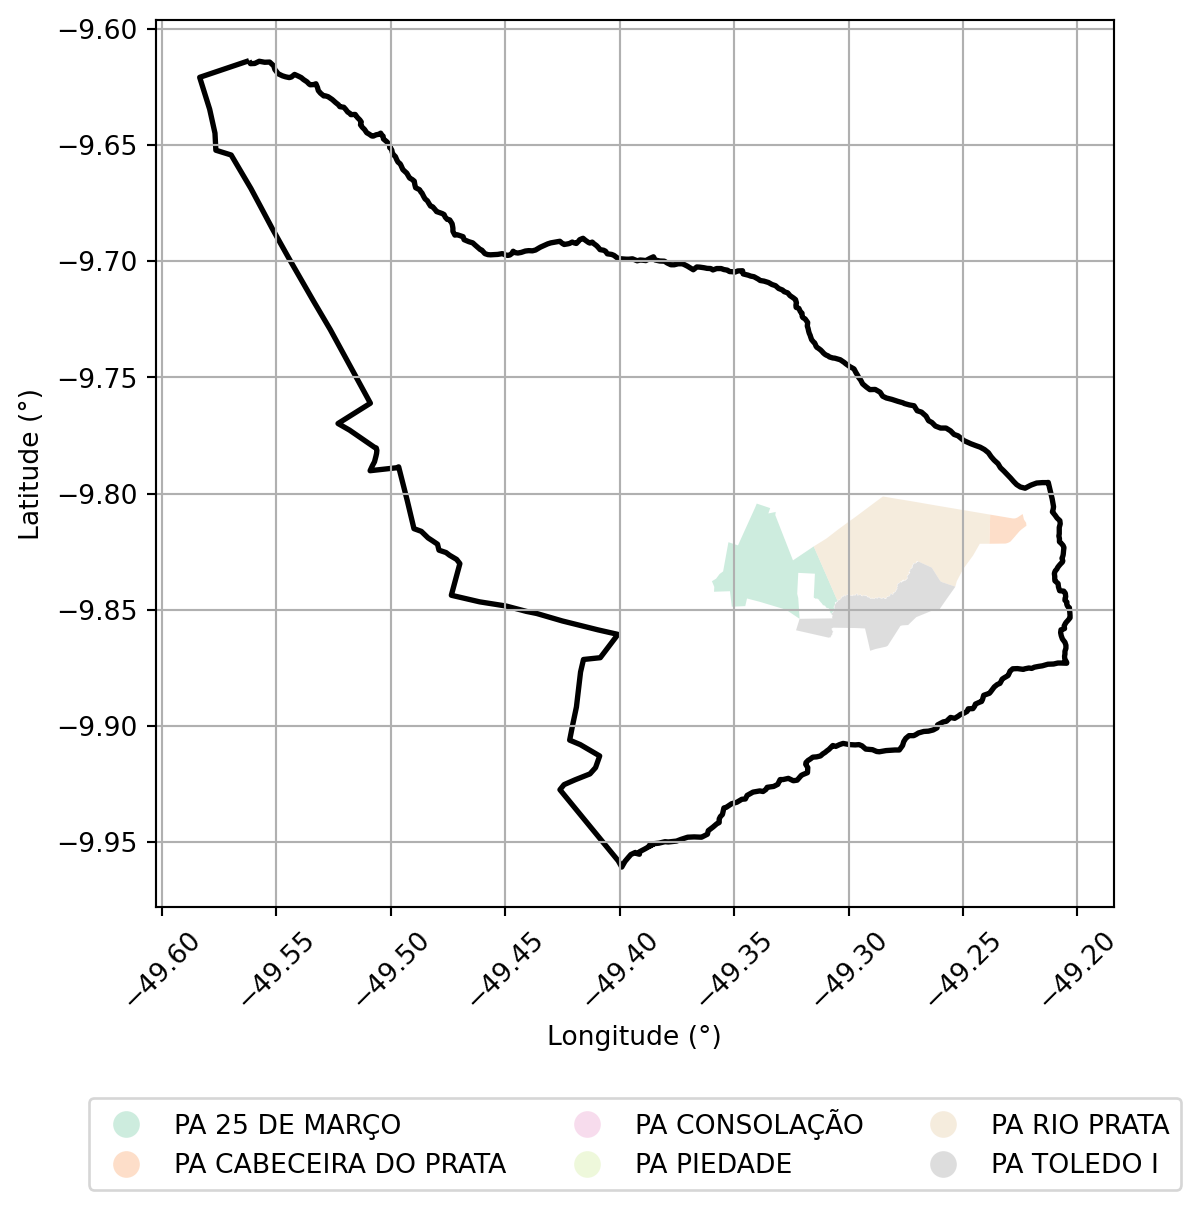 −9.60
−9.65
−9.70
−9.75
−9.80
−9.85
−9.90
−9.95
Latitude (°)
−49.60
−49.55
−49.50
−49.45
−49.40
−49.35
−49.30
−49.25
−49.20
Longitude (°)
PA 25 DE MARÇO
PA CABECEIRA DO PRATA
PA CONSOLAÇÃO
PA PIEDADE
PA RIO PRATA
PA TOLEDO I